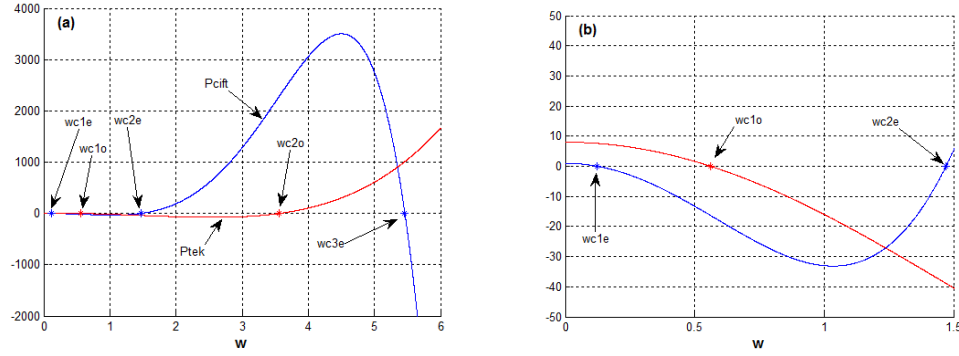 (a)
4000
3000
2000
1000
0
-1000
-2000
Pcift
wc1e
wc2e
wc1o
wc2o
Ptek
wc3e
0 1 2 3 4 5 6
w
(b)
50
40
30
20
10
0
-10
-20
-30
-40
-50
wc1o
wc2e
wc1e
0 0.5 1 1.5
w